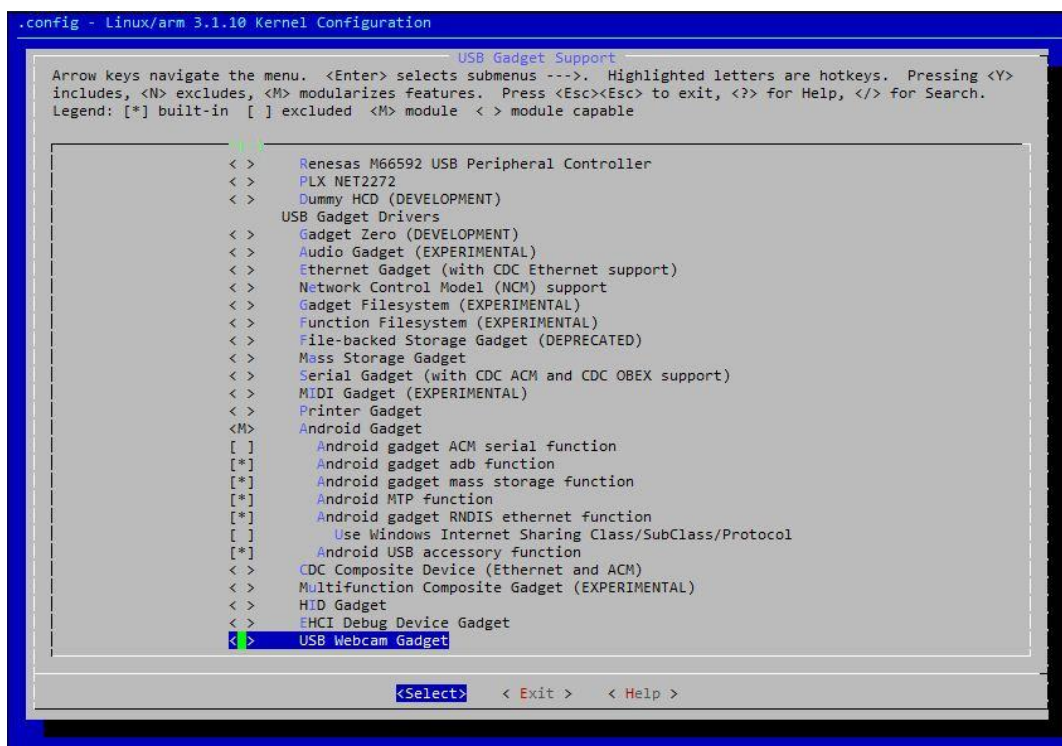 .config - Linux/arm 3.1.10 Kernel Configuration
USB Gadget Support
Arrow keys navigate the menu.  <Enter> selects submenus --->.  Highlighted letters are hotkeys.  Pressing <Y>
includes, <N> excludes, <M> modularizes features.  Press <Esc><Esc> to exit, <?> for Help, </> for Search.
Legend: [*] built-in  [ ] excluded  <M> module  < > module capable
< >     Renesas M66592 USB Peripheral Controller
< >     PLX NET2272
< >     Dummy HCD (DEVELOPMENT)
USB Gadget Drivers
< >     Gadget Zero (DEVELOPMENT)
< >     Audio Gadget (EXPERIMENTAL)
< >     Ethernet Gadget (with CDC Ethernet support)
< >     Network Control Model (NCM) support
< >     Gadget Filesystem (EXPERIMENTAL)
< >     Function Filesystem (EXPERIMENTAL)
< >     File-backed Storage Gadget (DEPRECATED)
< >     Mass Storage Gadget
< >     Serial Gadget (with CDC ACM and CDC OBEX support)
< >     MIDI Gadget (EXPERIMENTAL)
< >     Printer Gadget
<M>     Android Gadget
[ ]       Android gadget ACM serial function
[*]       Android gadget adb function
[*]       Android gadget mass storage function
[*]       Android MTP function
[*]       Android gadget RNDIS ethernet function
[ ]         Use Windows Internet Sharing Class/SubClass/Protocol
[*]       Android USB accessory function
< >     CDC Composite Device (Ethernet and ACM)
< >     Multifunction Composite Gadget (EXPERIMENTAL)
< >     HID Gadget
< >     EHCI Debug Device Gadget
< >     USB Webcam Gadget
<Select>    < Exit >    < Help >